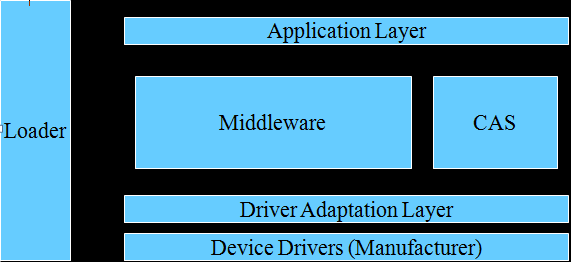 Application Layer
Loader
Middleware
CAS
Driver Adaptation Layer
Device Drivers (Manufacturer)